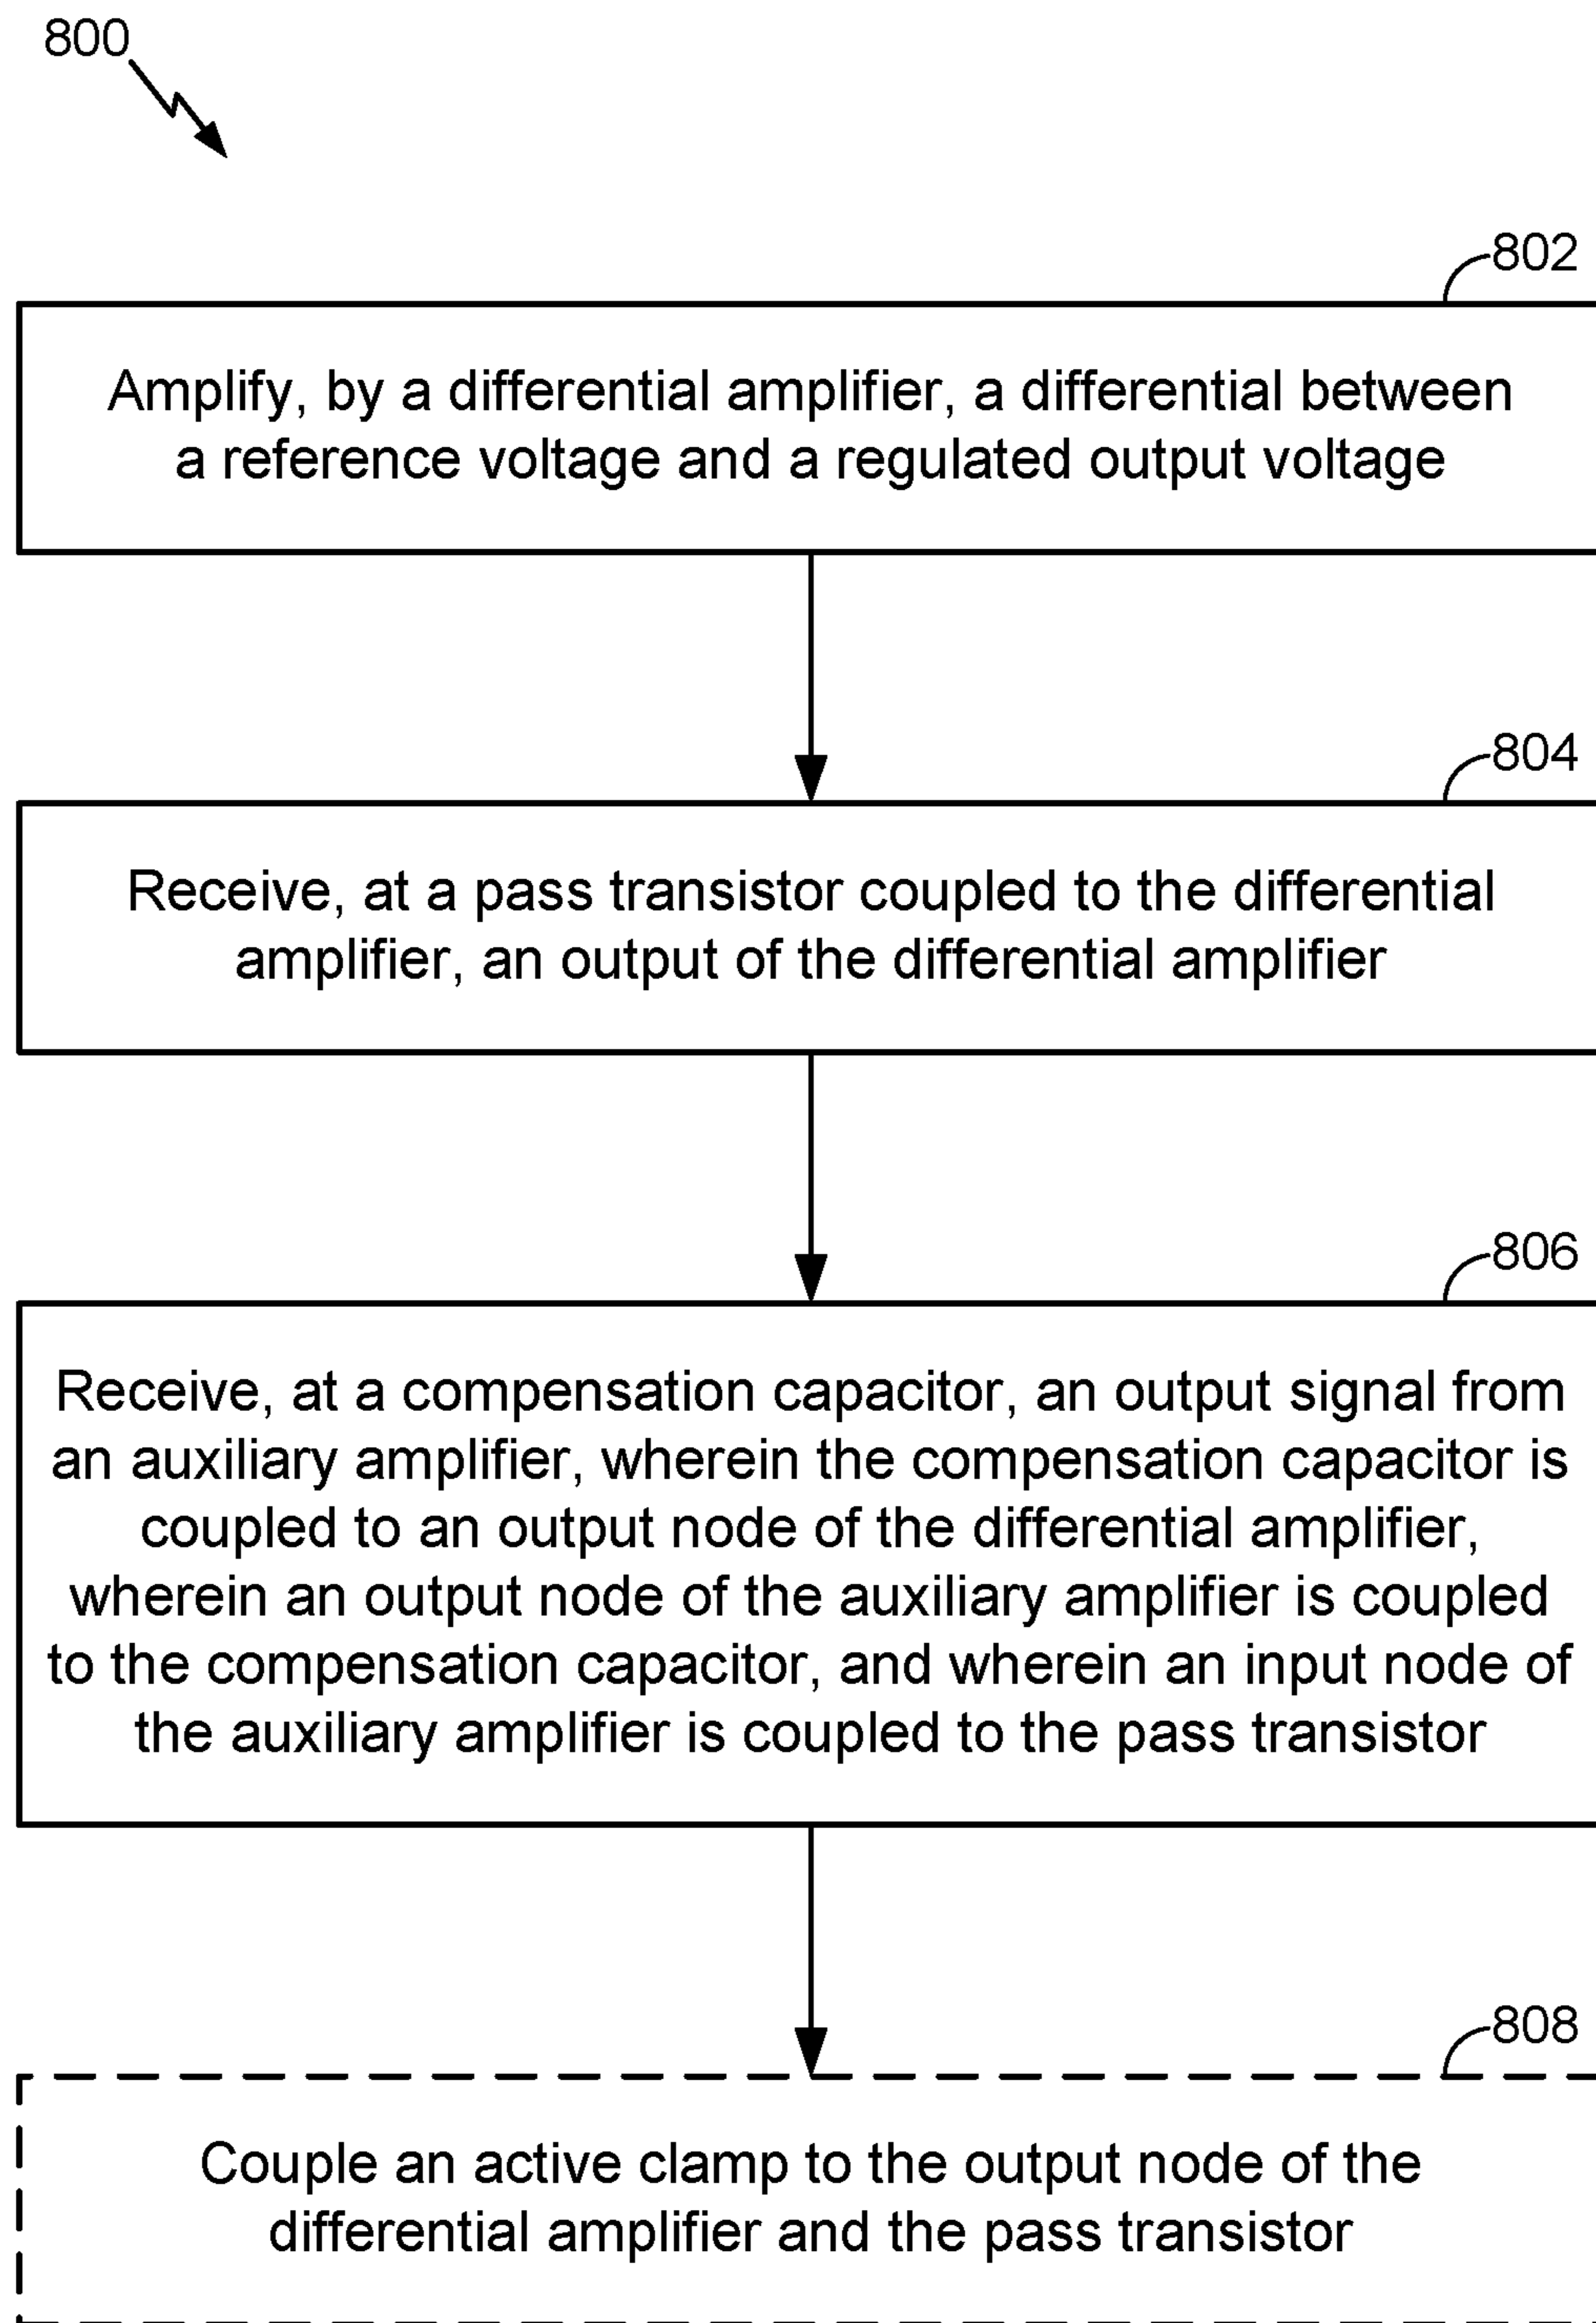 800
802
Amplify, by a differential amplifier, a differential between
a reference voltage and a regulated output voltage
804
Receive, at a pass transistor coupled to the differential
amplifier, an output of the differential amplifier
806
Receive, at a compensation capacitor, an output signal from
an auxiliary amplifier, wherein the compensation capacitor is
coupled to an output node of the differential amplifier,
wherein an output node of the auxiliary amplifier is coupled
to the compensation capacitor, and wherein an input node of
the auxiliary amplifier is coupled to the pass transistor
808
Couple an active clamp to the output node of the
differential amplifier and the pass transistor